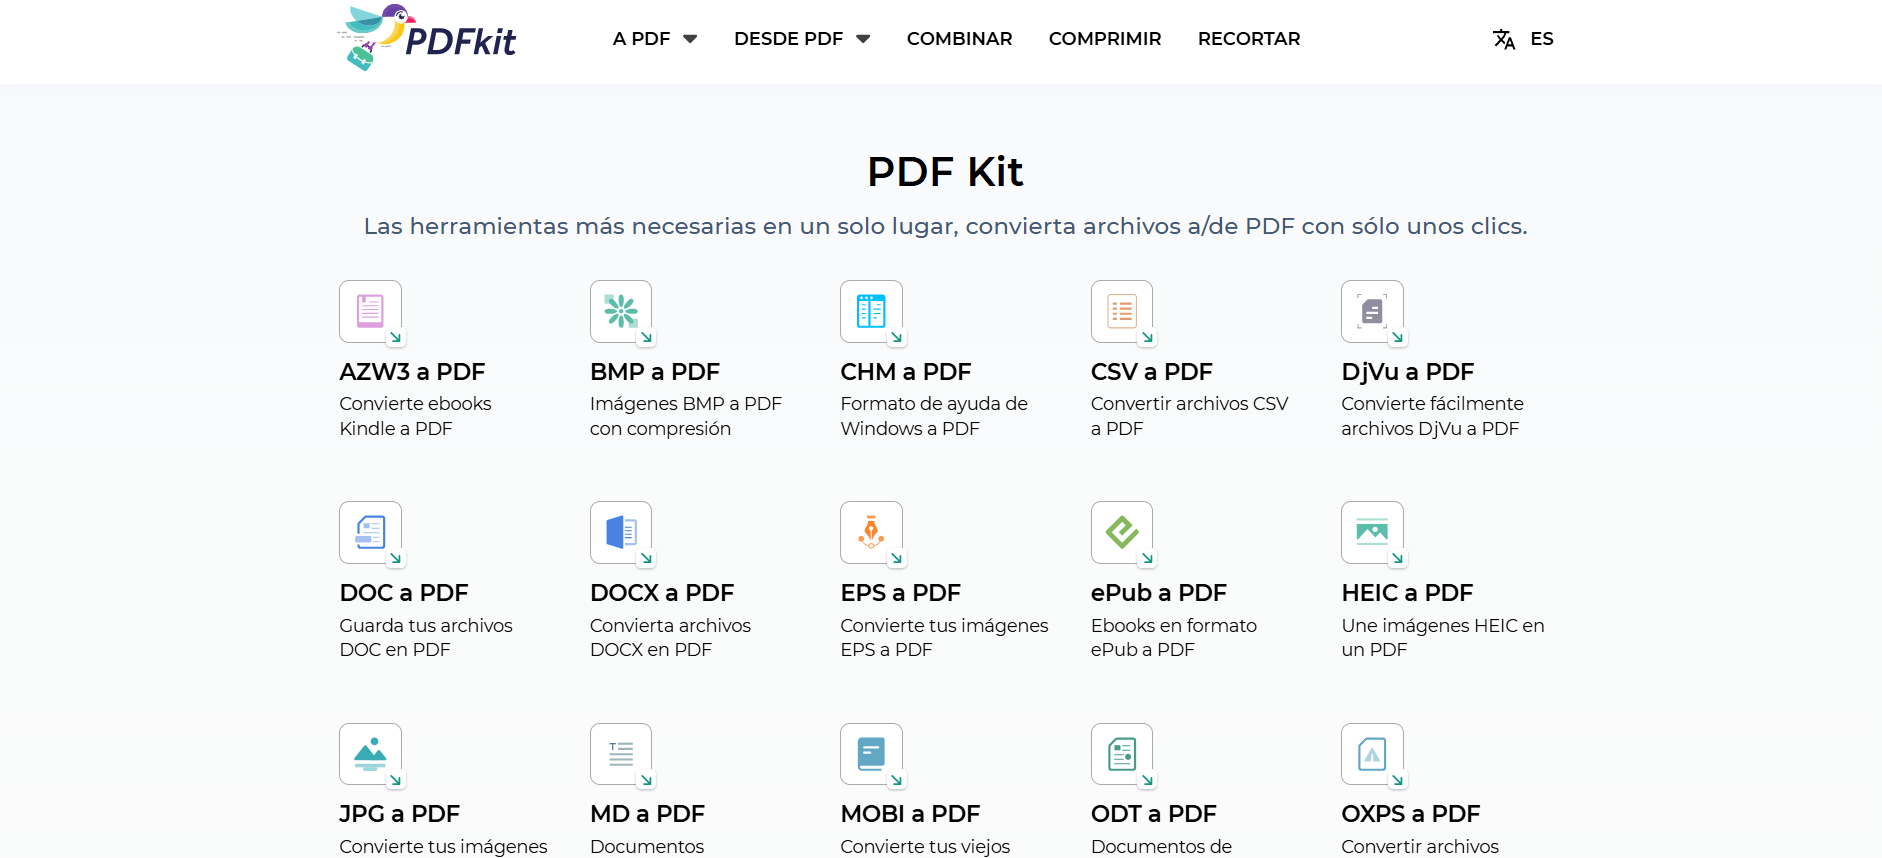 PDFkit
A PDF DESDE PDF COMBINAR COMPRIMIR RECORTAR ES
PDF Kit
Las herramientas más necesarias en un solo lugar, convierta archivos a/de PDF con sólo unos clics.
AZW3 a PDF
Convierte ebooks
Kindle a PDF
BMP a PDF
Imágenes BMP a PDF
con compresión
CHM a PDF
Formato de ayuda de
Windows a PDF
CSV a PDF
Convertir archivos CSV
a PDF
DjVu a PDF
Convierte fácilmente
archivos DjVu a PDF
DOC a PDF
Guarda tus archivos
DOC en PDF
DOCX a PDF
Convierta archivos
DOCX en PDF
EPS a PDF
Convierte tus imágenes
EPS a PDF
ePub a PDF
Ebooks en formato
ePub a PDF
HEIC a PDF
Une imágenes HEIC en
un PDF
JPG a PDF
Convierte tus imágenes
MD a PDF
Documentos
MOBI a PDF
Convierte tus viejos
ODT a PDF
Documentos de
OXPS a PDF
Convertir archivos